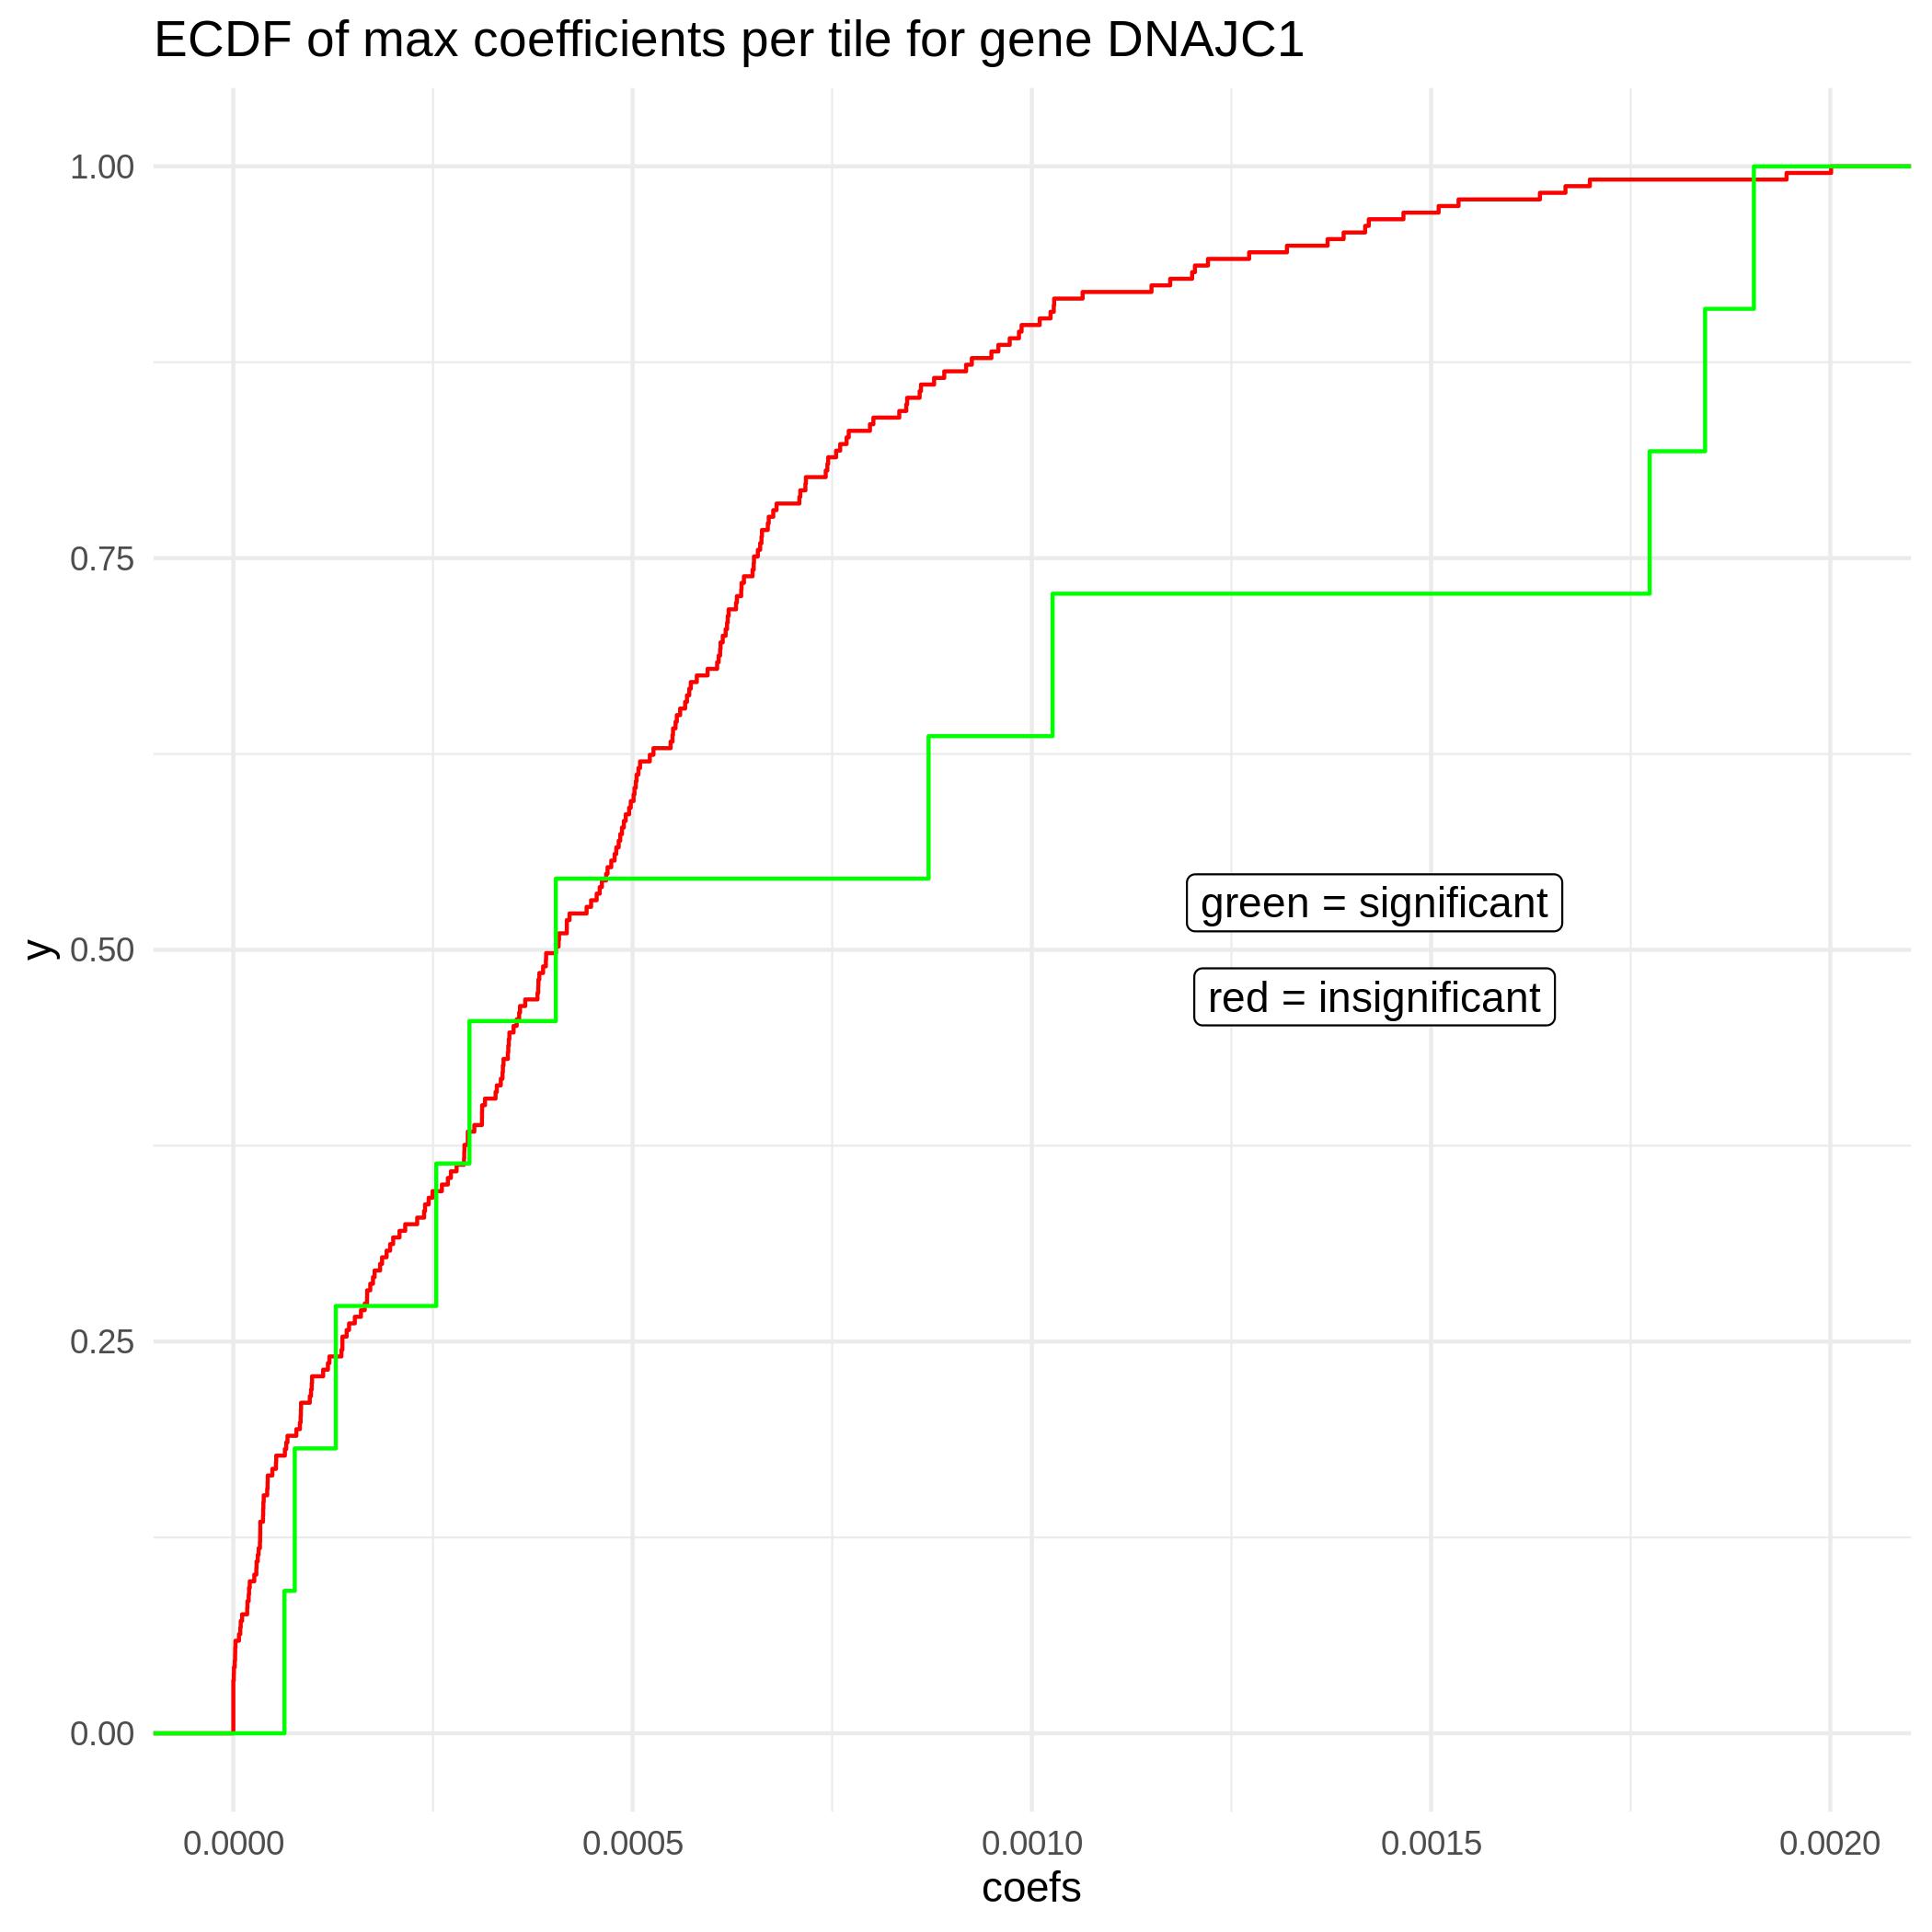 ECDF of max coefficients per tile for gene DNAJC1
1.00
0.75
0.50
0.25
0.00
y
green = significant
red = insignificant
0.0000 0.0005 0.0010 0.0015 0.0020
coefs